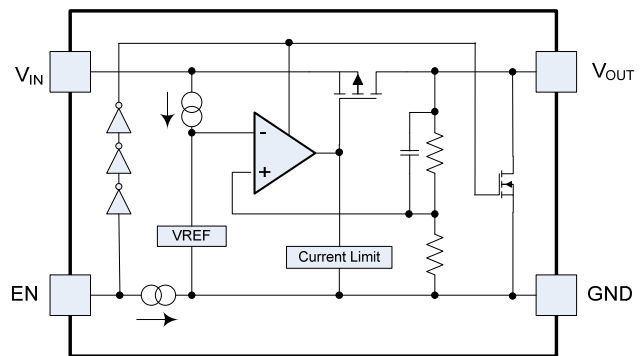 VIN
VOUT
-
+
VREF
Current Limit
EN
GND